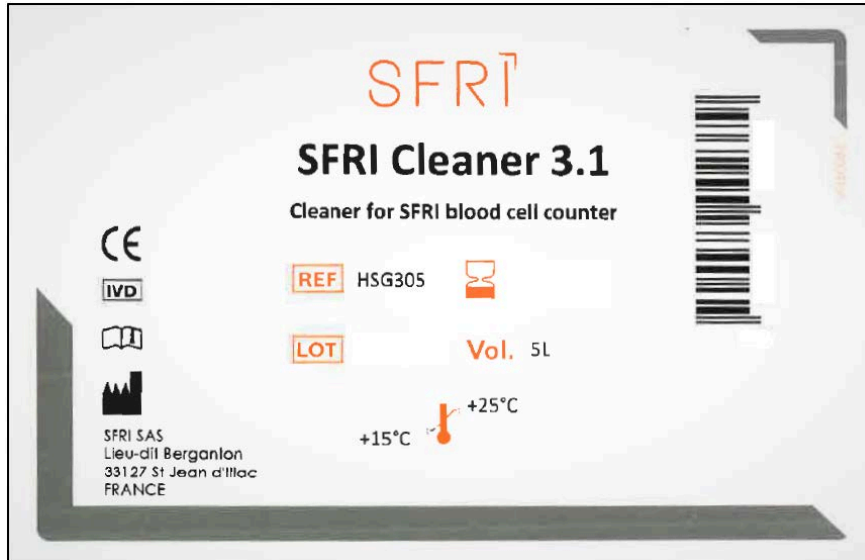 SFRI
SFRI Cleaner 3.1
Cleaner for SFRI blood cell counter
CE
IVD
REF HSG305
LOT
Vol. 5L
+25°C
+15°C
SFRI SAS
Lieu-dit Berganton
33127 St Jean d'Illac
FRANCE